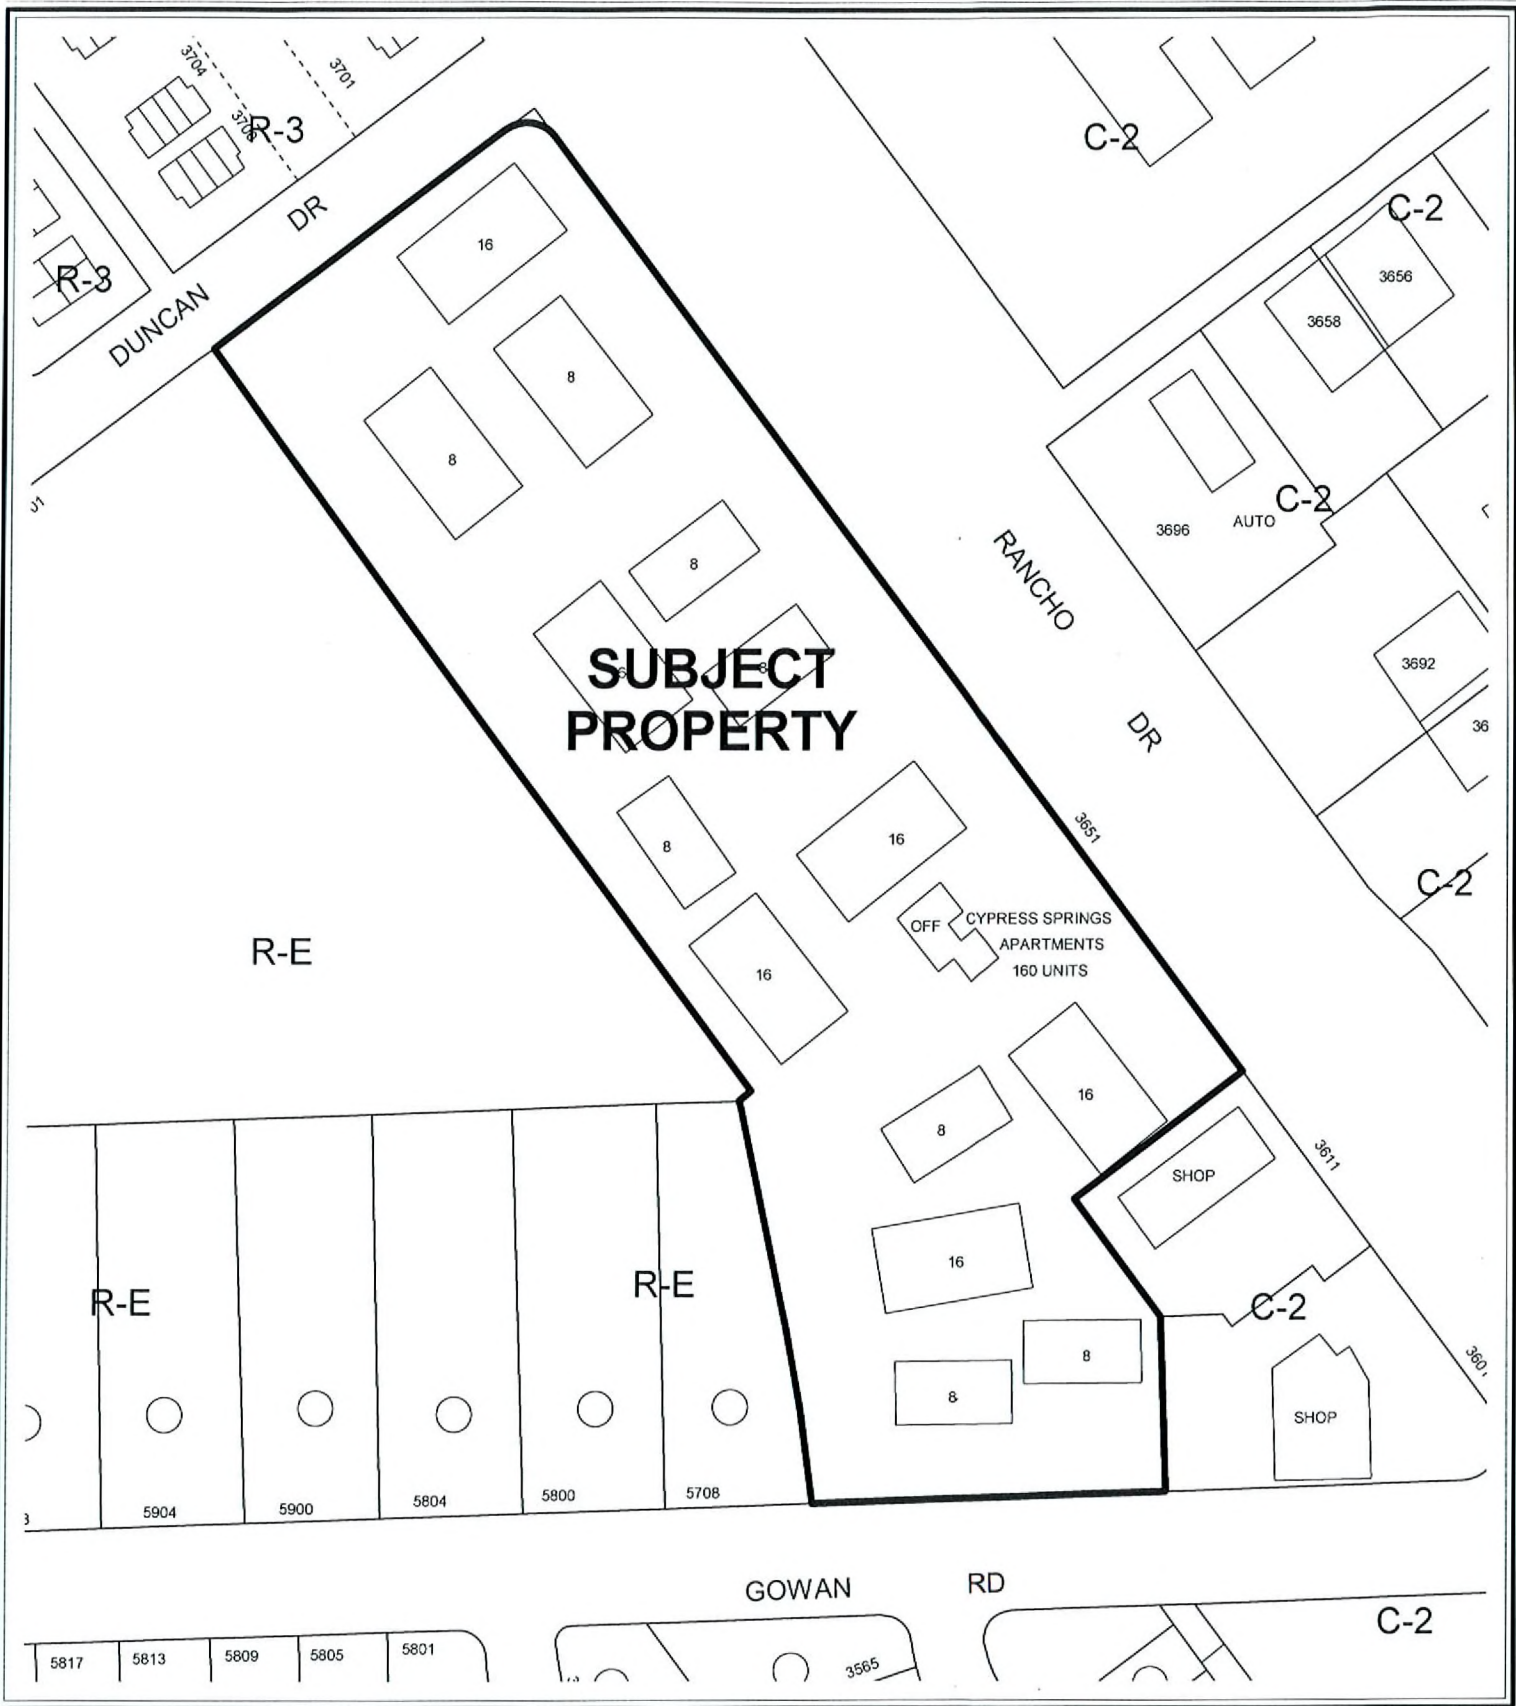 3704
3701
3708
R-3
C-2
DR
C-2
16
R-3
3656
DUNCAN
3658
8
8
C-2
AUTO
3696
RANCHO
8
3692
SUBJECT
8
PROPERTY
DR
36
3651
16
8
C-2
CYPRESS SPRINGS
OFF
APARTMENTS
R-E
160 UNITS
16
16
8
3611
SHOP
16
R-E
R-E
C-2
8
8
SHOP
5708
5800
5804
5900
5904
GOWAN
RD
C-2
5801
5805
5809
5813
5817
3565